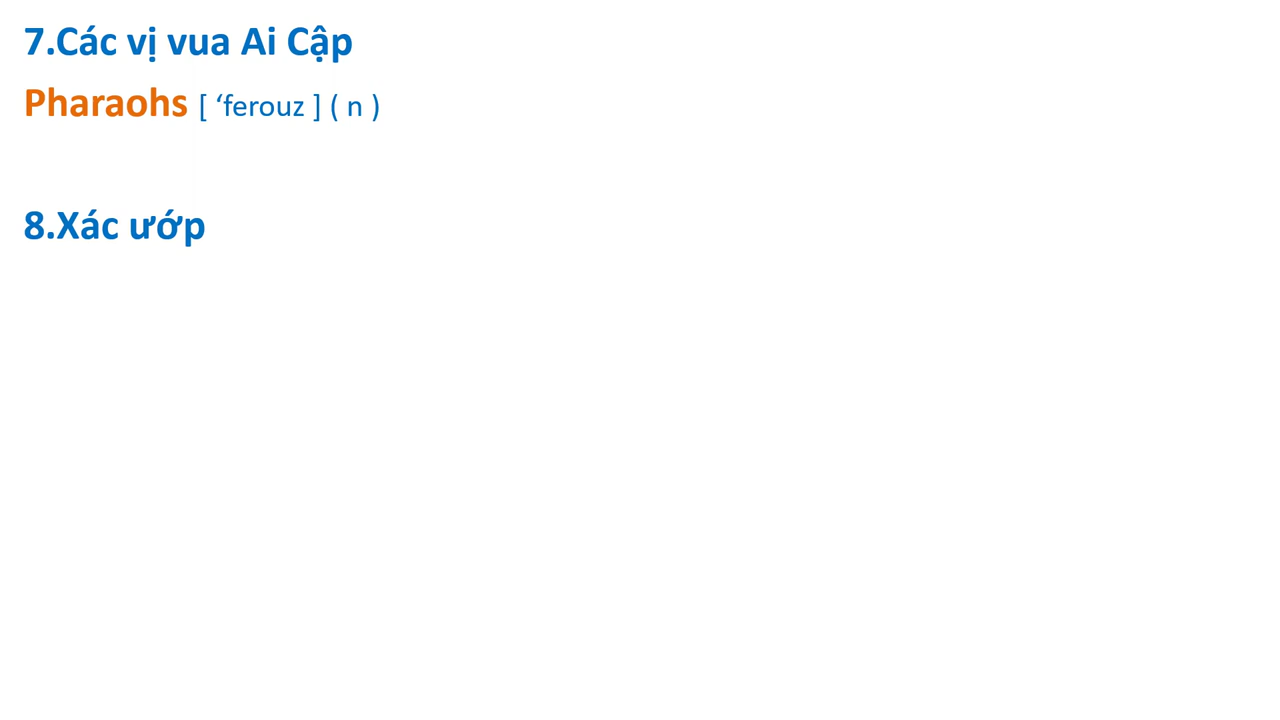 7.Các vị vua Ai Cập
Pharaohs [ ‘ferouz ] ( n )
8.Xác ướp